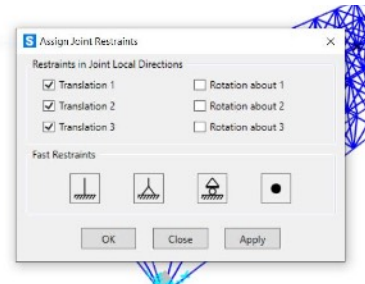 S Assign Joint Restraints
Restraints in Joint Local Directions
Translation 1 Rotation about 1
Translation 2 Rotation about 2
Translation 3 Rotation about 3
Fast Restraints
OK Close Apply